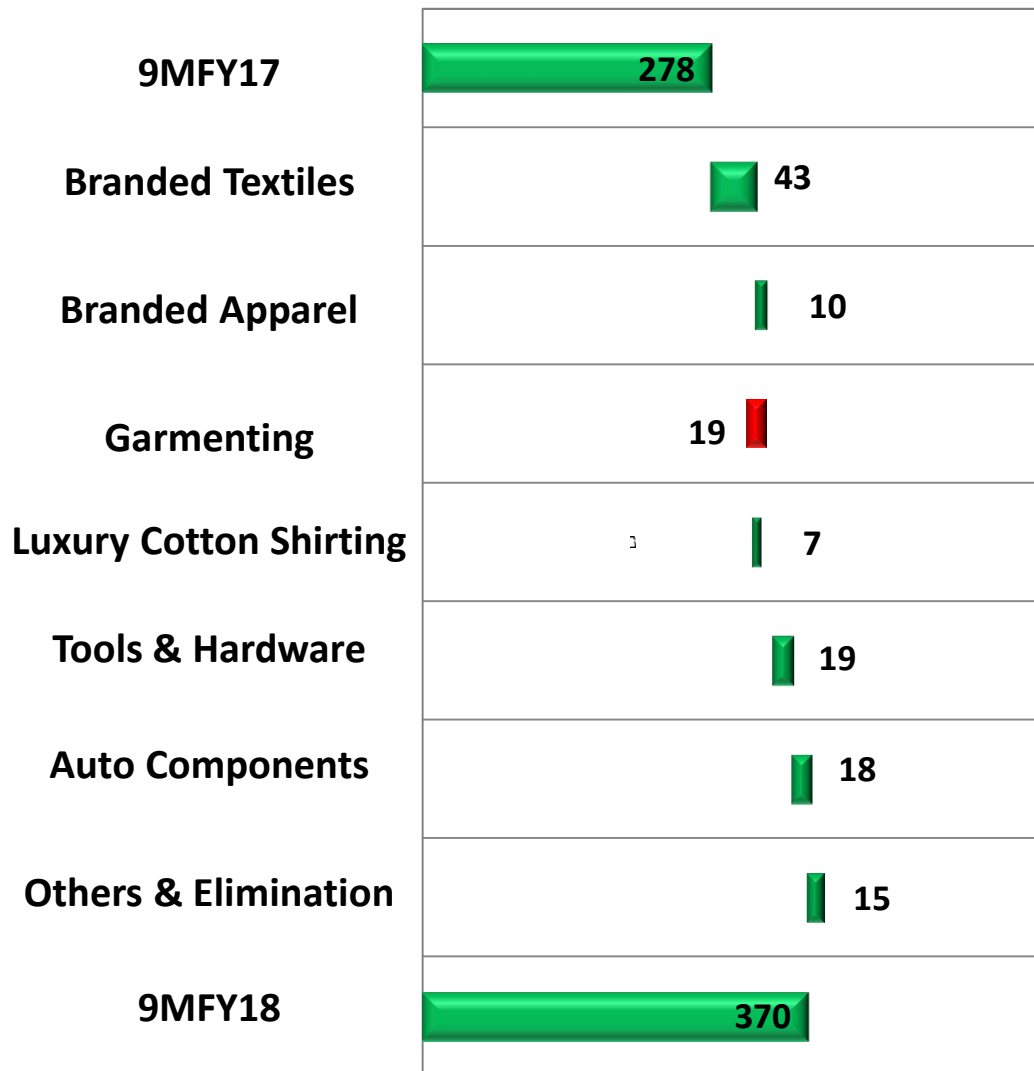 9MFY17
278
Branded Textiles
43
Branded Apparel
10
Garmenting
19
Luxury Cotton Shirting
7
Tools & Hardware
19
Auto Components
18
Others & Elimination
15
9MFY18
370